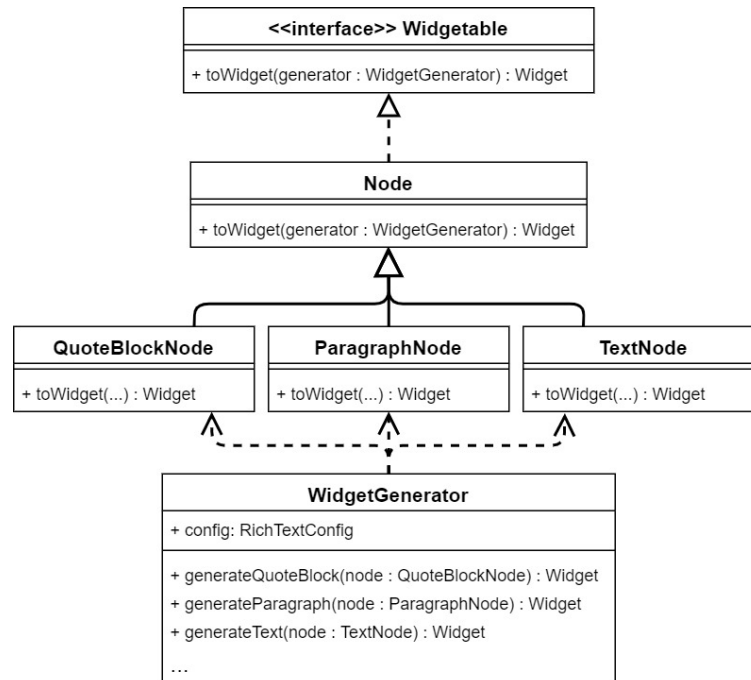 <<interface>> Widgetable
+ toWidget(generator : WidgetGenerator) : Widget
Node
+ toWidget(generator : WidgetGenerator) : Widget
QuoteBlockNode
+ toWidget(...) : Widget
ParagraphNode
+ toWidget(...) : Widget
TextNode
+ toWidget(...) : Widget
WidgetGenerator
+ config: RichTextConfig
+ generateQuoteBlock(node : QuoteBlockNode) : Widget
+ generateParagraph(node : ParagraphNode) : Widget
+ generateText(node : TextNode) : Widget
...